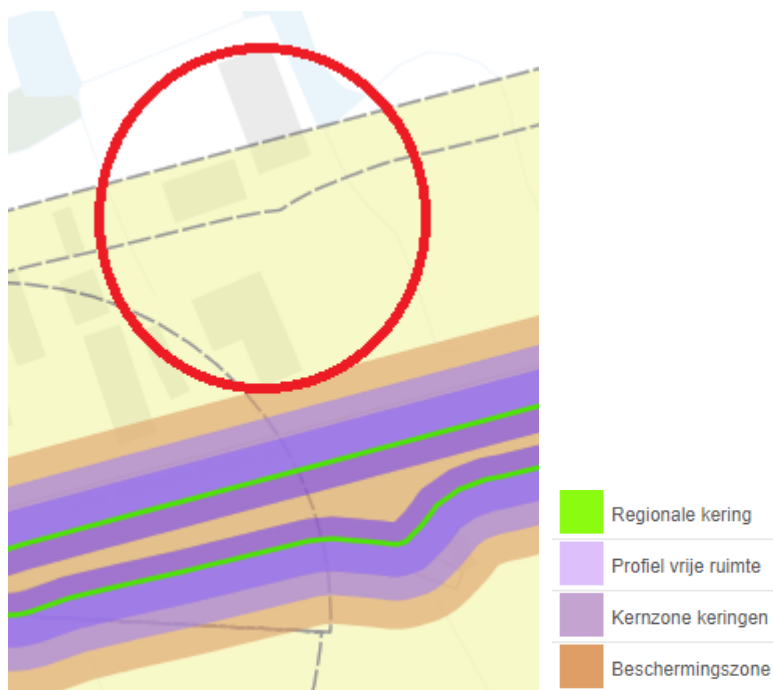 Regionale kering
Profiel vrije ruimte
Kernzone keringen
Beschermingszone